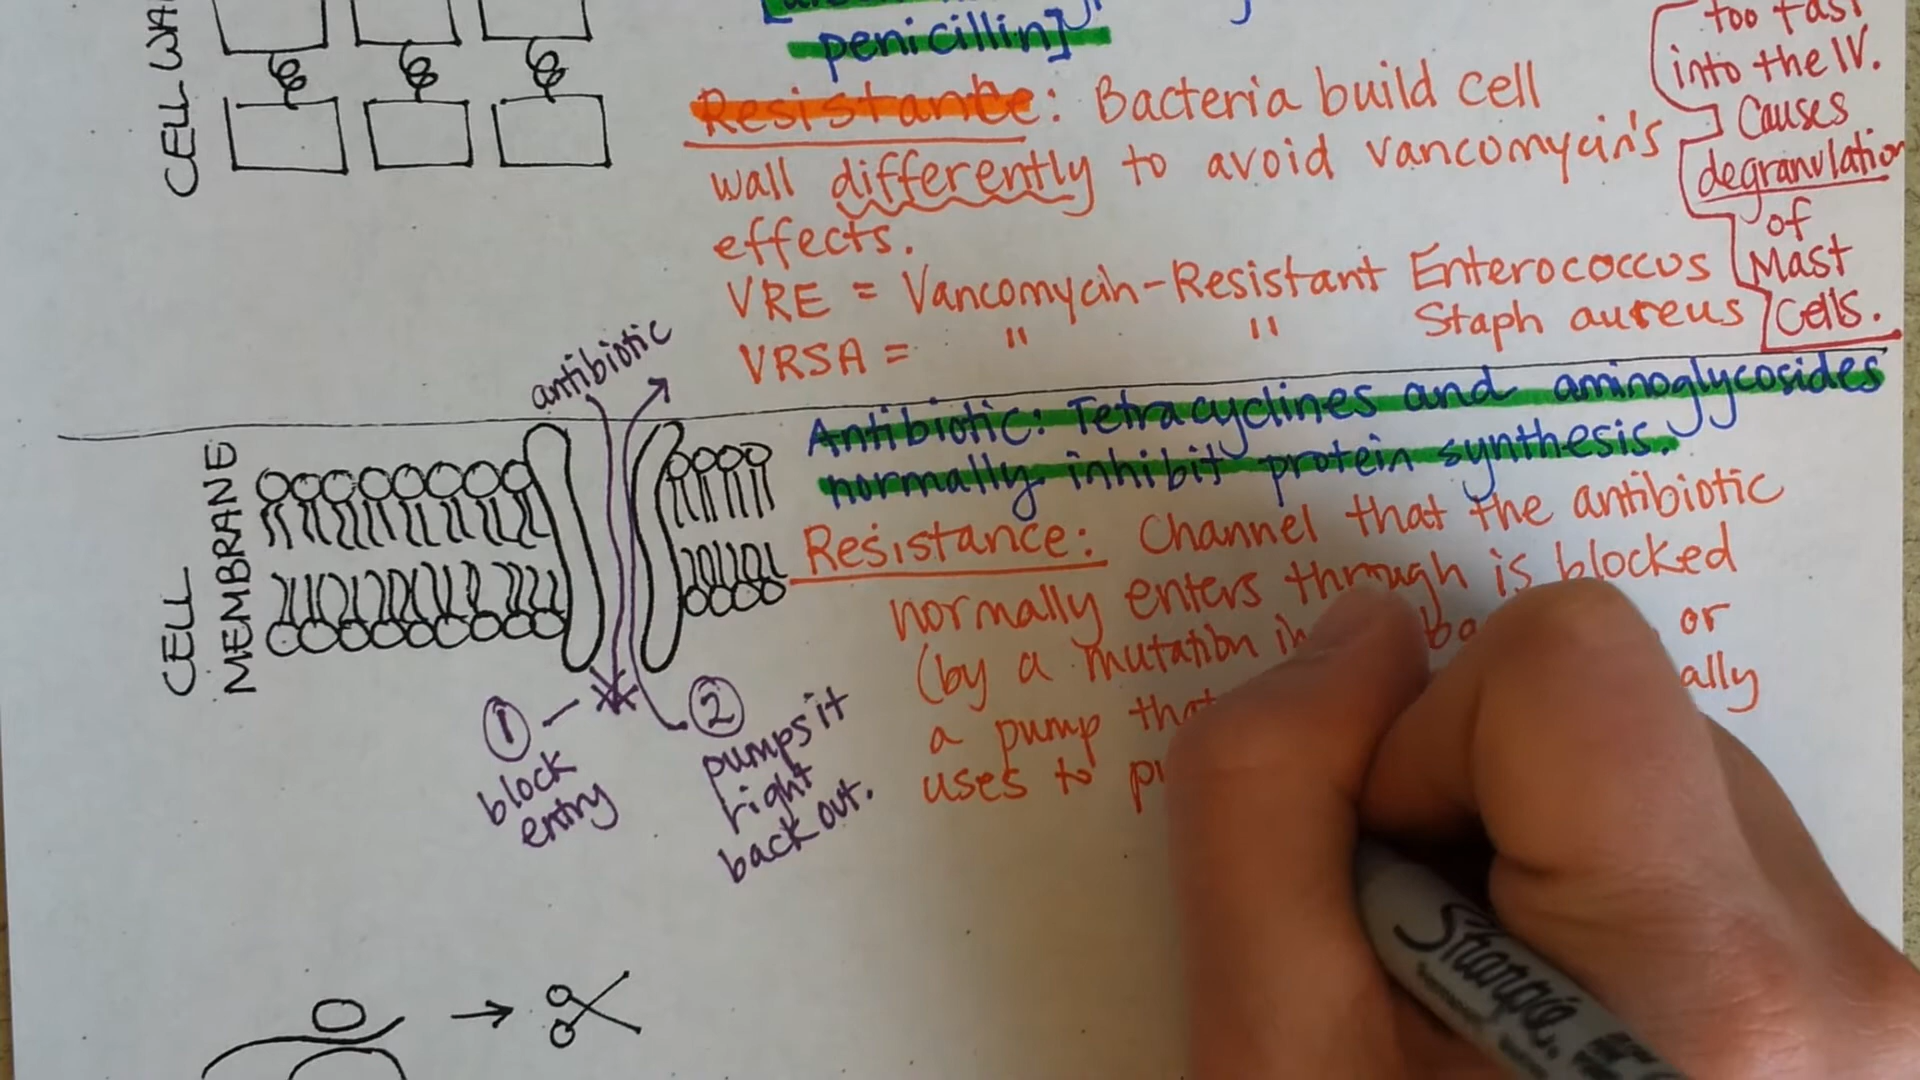 CELL WA
penicillin]
Resistance: Bacteria build cell
wall differently to avoid vancomycin's
effects.
VRE = Vancomycin-Resistant Enterococcus
VRSA = " " Staph aureus
too fast
into the IV.
Causes
degranulation
of
Mast
Cells.
CELL
MEMBRANE
antibiotic
① block
entry
② pumps it
right
back out.
Antibiotic: Tetracyclines and aminoglycosides
normally inhibit protein synthesis.
Resistance: Channel that the antibiotic
normally enters through is blocked
(by a mutation in or
a pump that ally
uses to
Sharpie